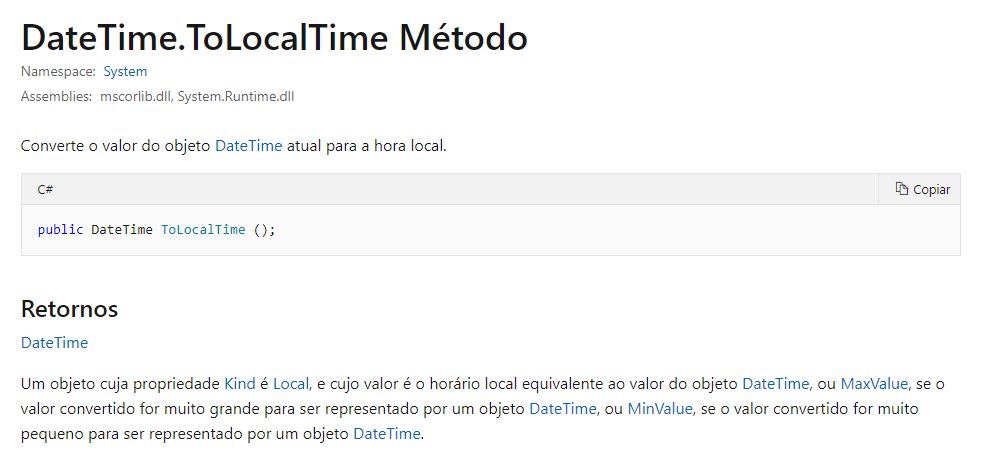 DateTime.ToLocalTime Método
Namespace: System
Assemblies: mscorlib.dll, System.Runtime.dll
Converte o valor do objeto DateTime atual para a hora local.
C# Copiar
public DateTime ToLocalTime ();
Retornos
DateTime
Um objeto cuja propriedade Kind é Local, e cujo valor é o horário local equivalente ao valor do objeto DateTime, ou MaxValue, se o
valor convertido for muito grande para ser representado por um objeto DateTime, ou MinValue, se o valor convertido for muito
pequeno para ser representado por um objeto DateTime.